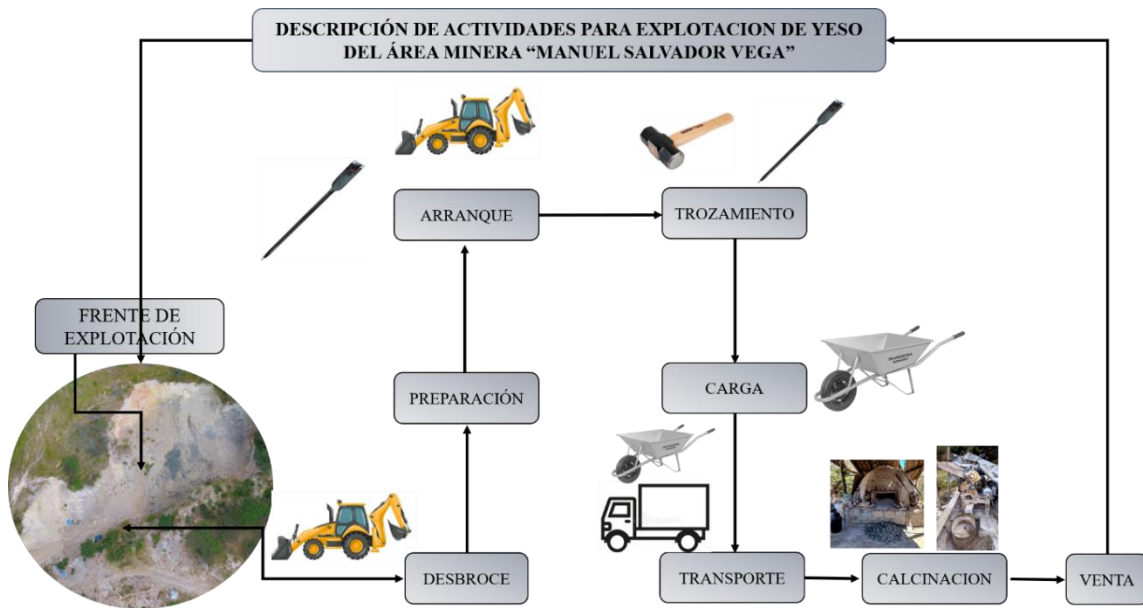 DESCRIPCIÓN DE ACTIVIDADES PARA EXPLOTACION DE YESO
DEL ÁREA MINERA “MANUEL SALVADOR VEGA”
ARRANQUE
TROZAMIENTO
FRENTE DE
EXPLOTACIÓN
PREPARACIÓN
CARGA
DESBROCE
TRANSPORTE
CALCINACION
VENTA